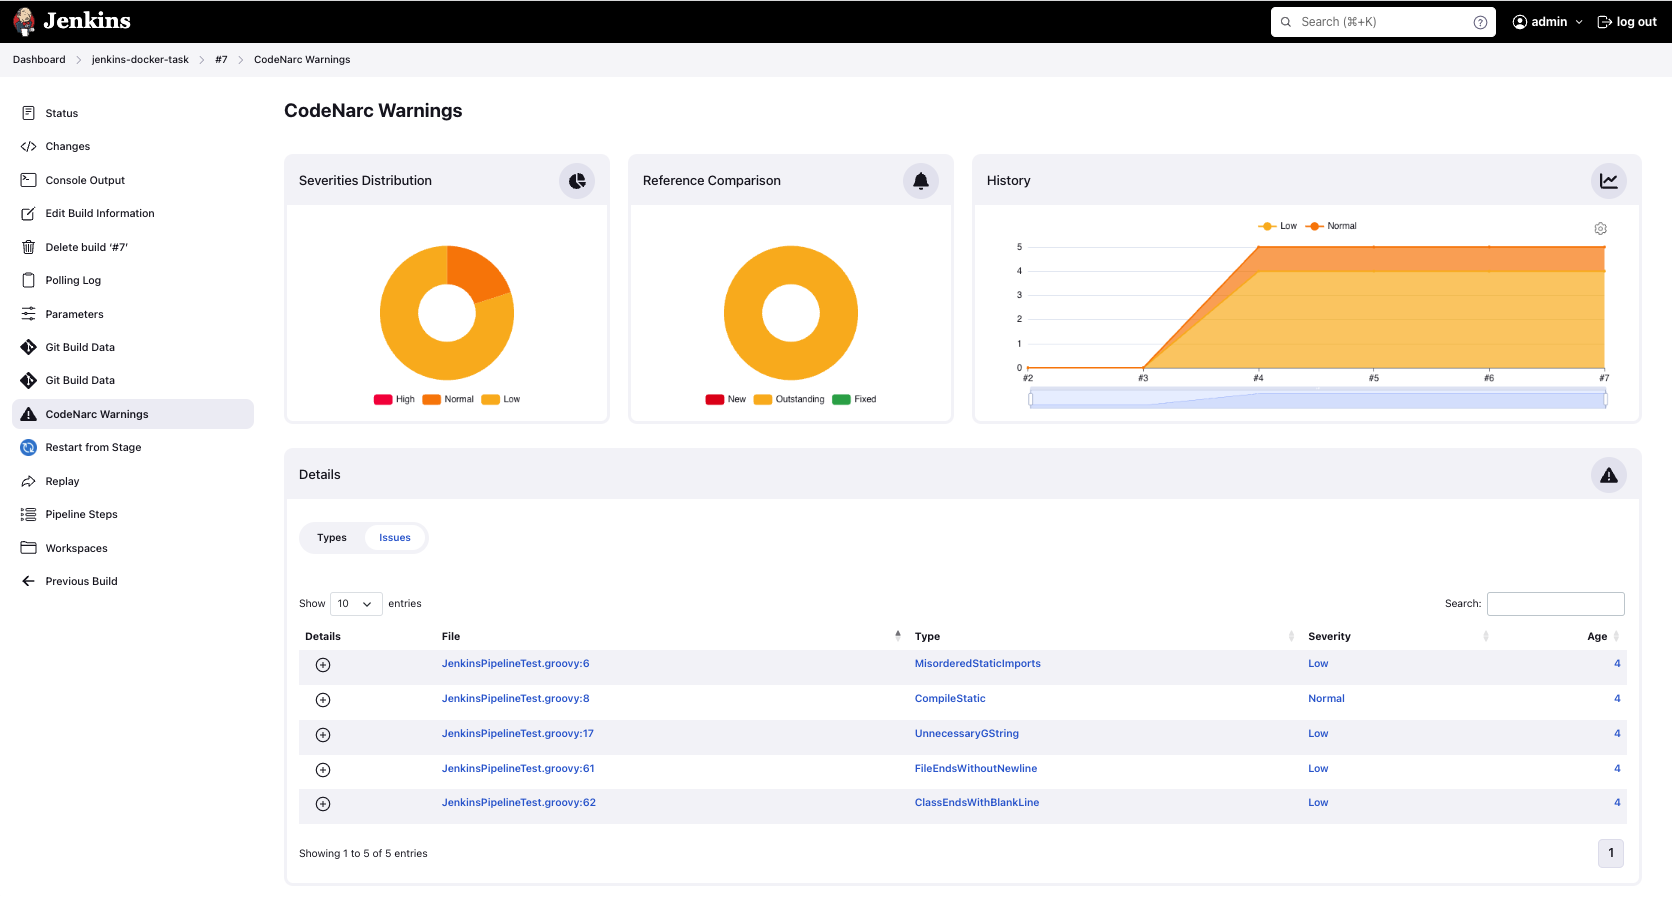 Jenkins
Search (⌘+K)
admin
log out
Dashboard
jenkins-docker-task
#7
CodeNarc Warnings
Status
Changes
Console Output
Edit Build Information
Delete build ‘#7’
Polling Log
Parameters
Git Build Data
Git Build Data
CodeNarc Warnings
Restart from Stage
Replay
Pipeline Steps
Workspaces
Previous Build
CodeNarc Warnings
Severities Distribution
High Normal Low
Reference Comparison
New Outstanding Fixed
History
Low Normal
5
4
3
2
1
0
#2 #3 #4 #5 #6 #7
Details
Types Issues
Show 10 entries
Search:
Details File Type Severity Age
JenkinsPipelineTest.groovy:6 MisorderedStaticImports Low 4
JenkinsPipelineTest.groovy:8 CompileStatic Normal 4
JenkinsPipelineTest.groovy:17 UnnecessaryGString Low 4
JenkinsPipelineTest.groovy:61 FileEndsWithoutNewline Low 4
JenkinsPipelineTest.groovy:62 ClassEndsWithBlankLine Low 4
Showing 1 to 5 of 5 entries
1